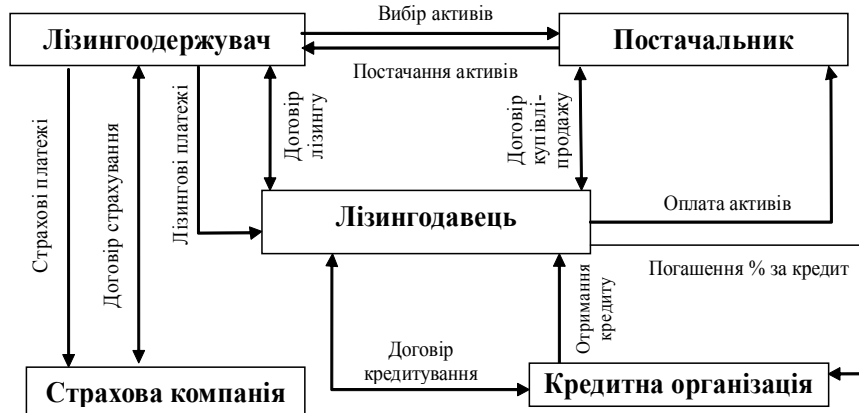 Вибір активів
Лізингоодержувач
Постачальник
Постачання активів
Страхові платежі
Договір страхування
Лізингові платежі
Договір
лізингу
Договір
купівлі-
продажу
Лізингодавець
Оплата активів
Погашення % за кредит
Отримання
кредиту
Договір
кредитування
Страхова компанія
Кредитна організація